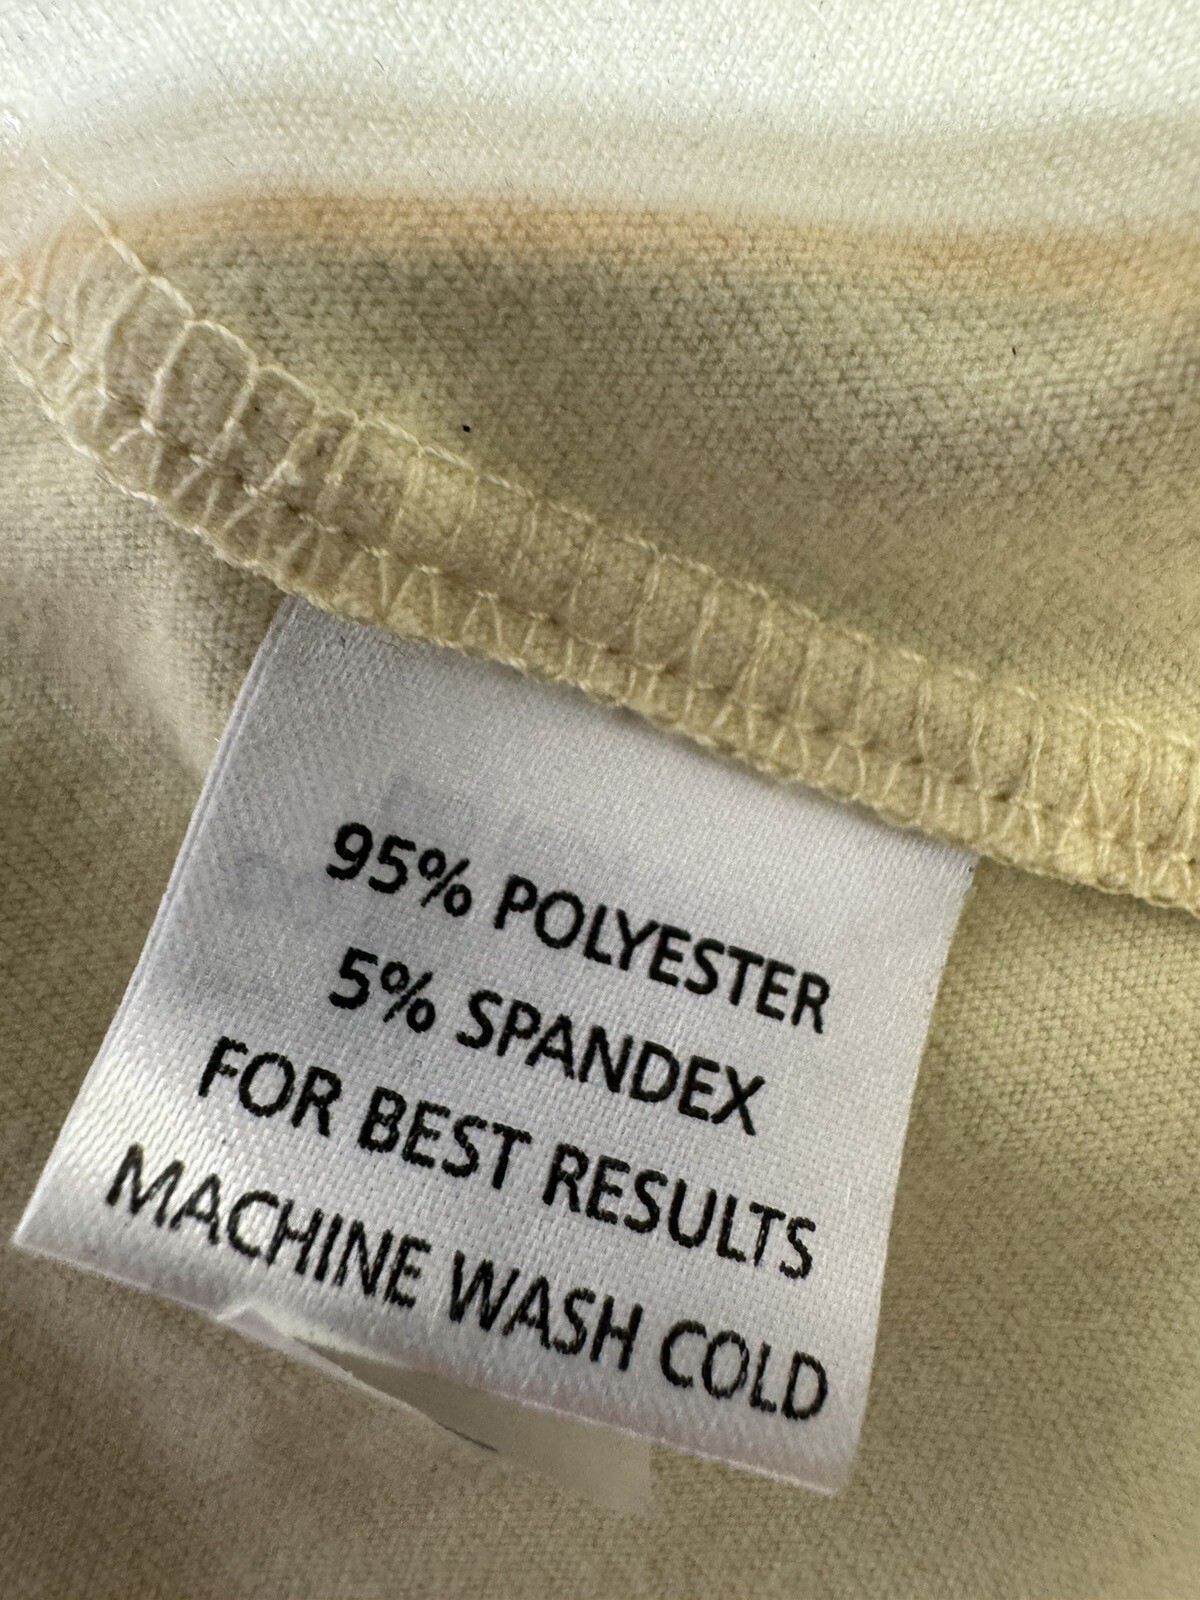 95% POLYESTER
5% SPANDEX
FOR BEST RESULTS
MACHINE WASH COLD